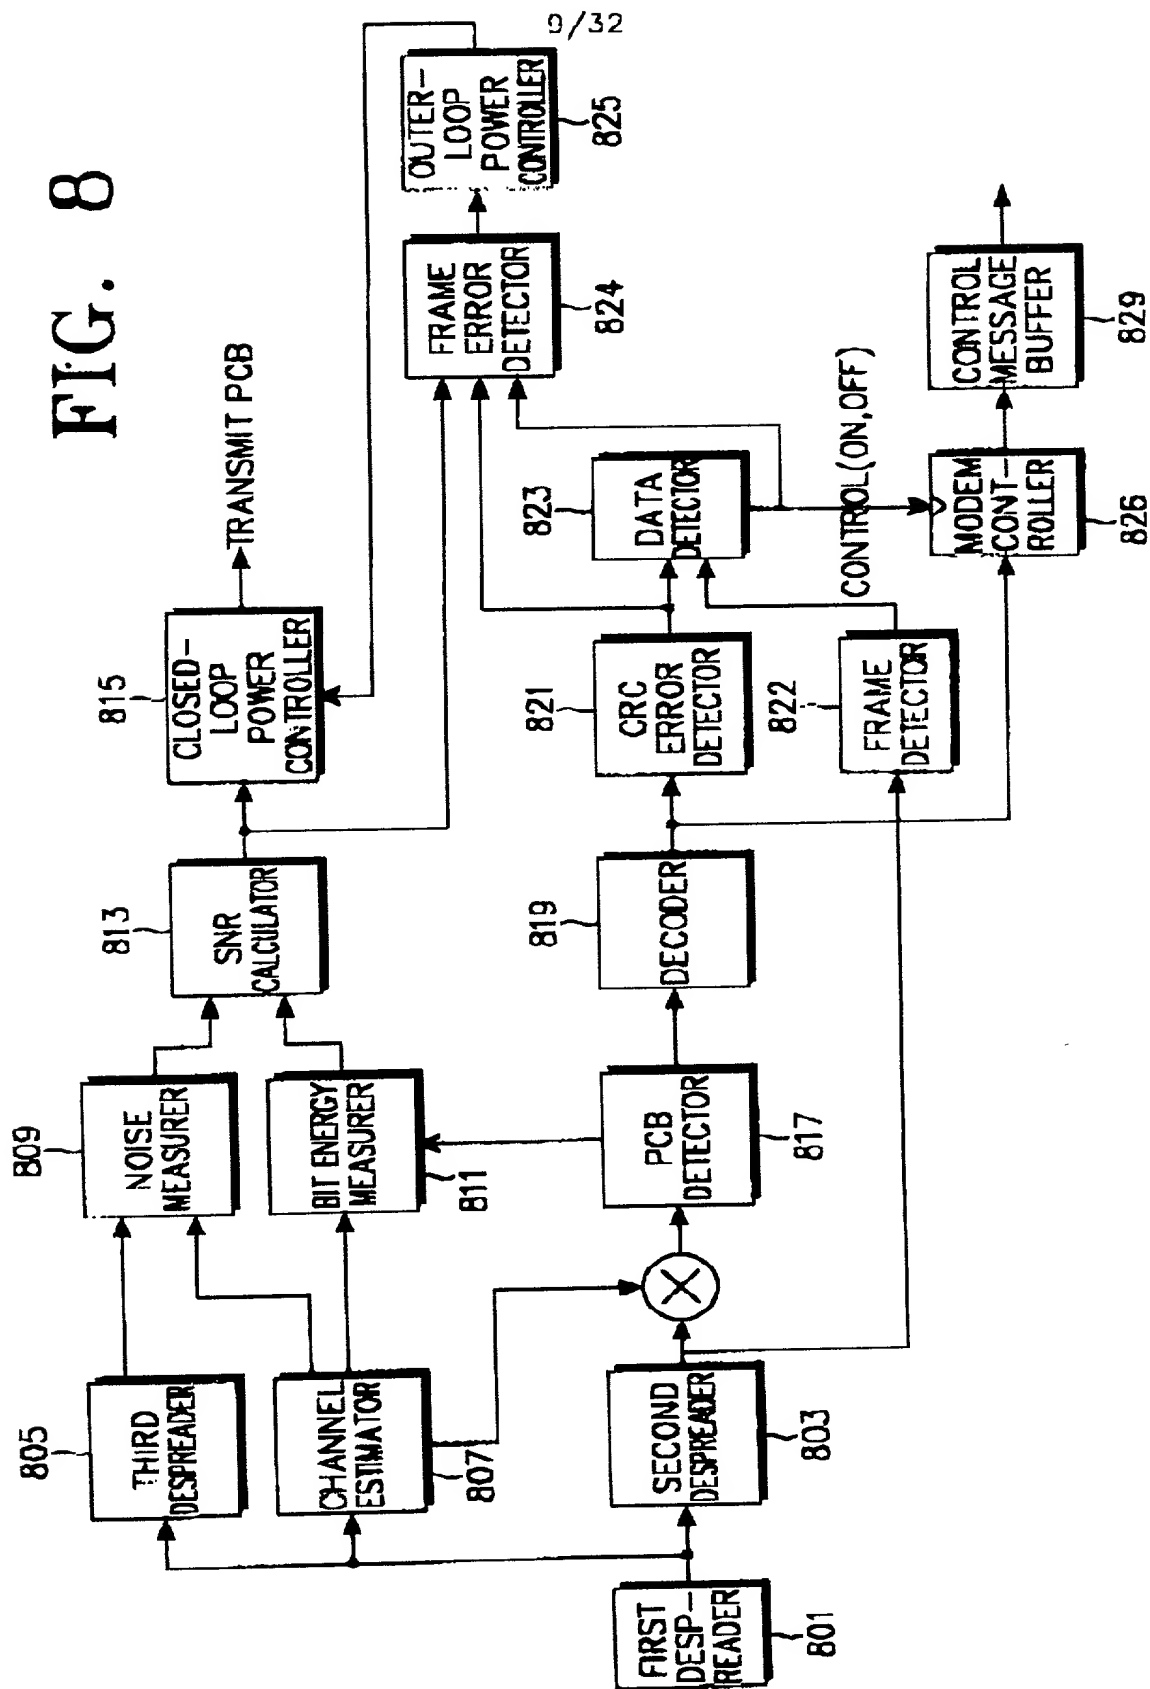 9/32
FIG. 8
801
FIRST
DESP-
READER
803
SECOND
DESPREADER
805
THIRD
DESPREADER
807
CHANNEL
ESTIMATOR
809
NOISE
MEASURER
811
BIT ENERGY
MEASURER
813
SNR
CALCULATOR
815
CLOSED-
LOOP
POWER
CONTROLLER
TRANSMIT PCB
817
PCB
DETECTOR
819
DECODER
821
CRC
ERROR
DETECTOR
822
FRAME
DETECTOR
823
DATA
DETECTOR
824
FRAME
ERROR
DETECTOR
825
OUTER-
LOOP
POWER
CONTROLLER
CONTROL(ON,OFF)
826
MODEM
CONT-
ROLLER
829
CONTROL
MESSAGE
BUFFER